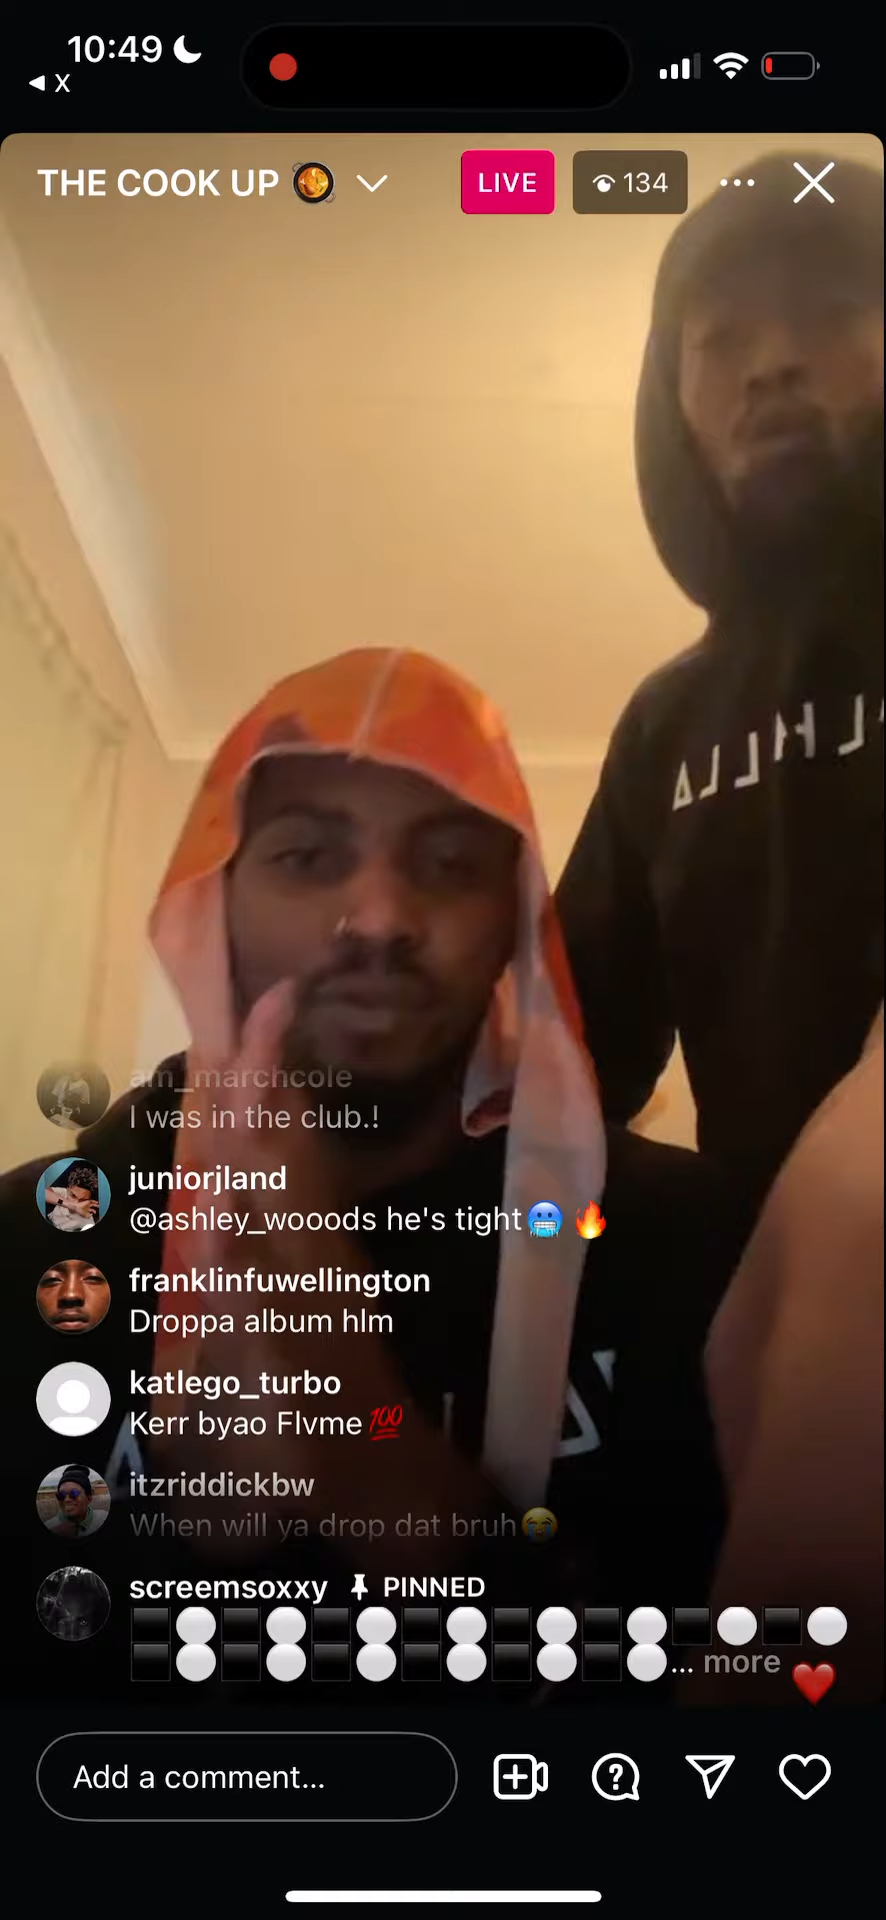 10:49
◀ X
THE COOK UP 🥘
LIVE
134
am_marchcole
I was in the club.!
juniorjland
@ashley_wooods he's tight🥶 🔥
franklinfuwellington
Droppa album hlm
katlego_turbo
Kerr byao Flvme 💯
itzriddickbw
When will ya drop dat bruh😭
screemsoxxy 📌 PINNED
⬛⚪⬛⚪⬛⚪⬛⚪⬛⚪⬛⚪⬛⚪⬛⚪
⬛⚪⬛⚪⬛⚪⬛⚪⬛⚪⬛⚪... more
Add a comment...